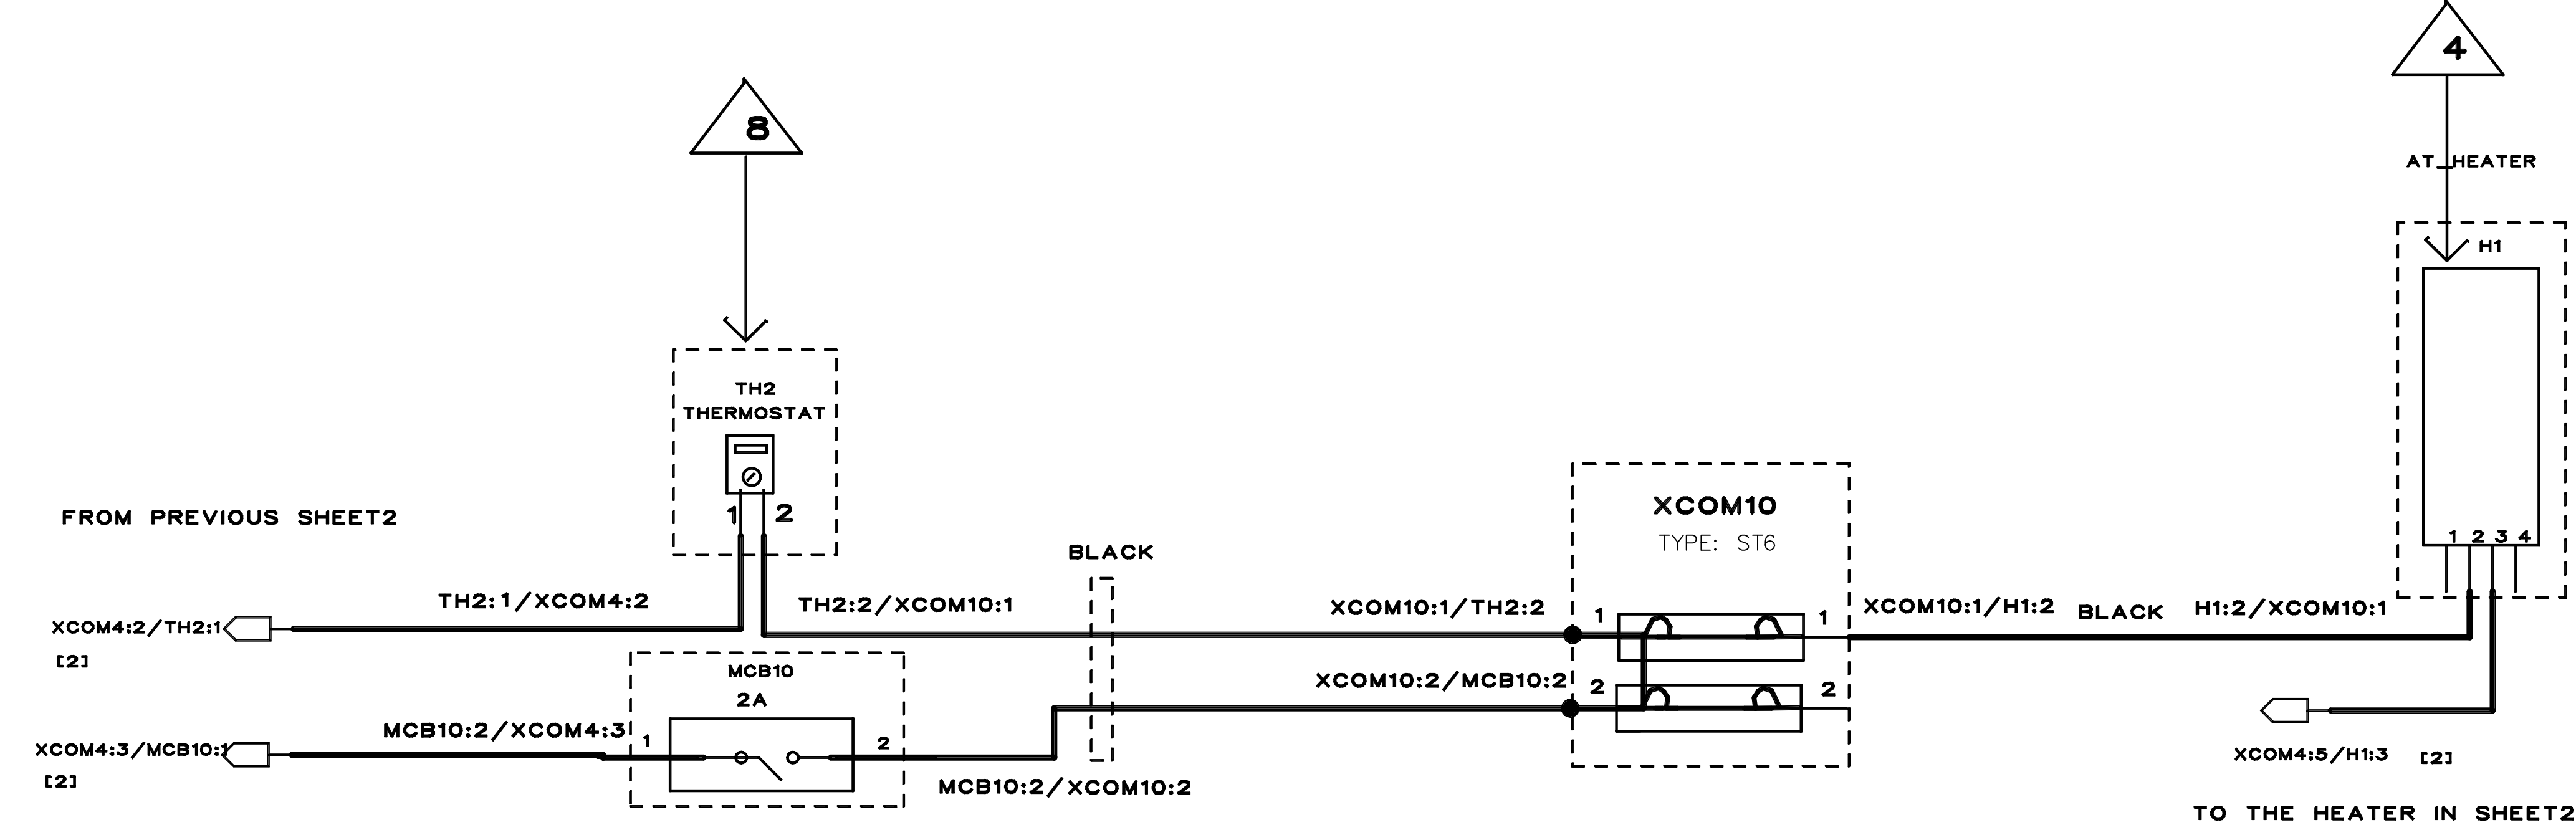 4
8
AT HEATER
H1
TH2
THERMOSTAT
1 2
FROM PREVIOUS SHEET2
XCOM10
TYPE: ST6
1 2 3 4
BLACK
TH2:1/XCOM4:2
TH2:2/XCOM10:1
XCOM10:1/TH2:2
1
1
XCOM10:1/H1:2
BLACK
H1:2/XCOM10:1
XCOM4:2/TH2:1
[2]
MCB10
2A
XCOM10:2/MCB10:2
2
2
MCB10:2/XCOM4:3
1
2
XCOM4:3/MCB10:1
[2]
MCB10:2/XCOM10:2
XCOM4:5/H1:3
[2]
TO THE HEATER IN SHEET2